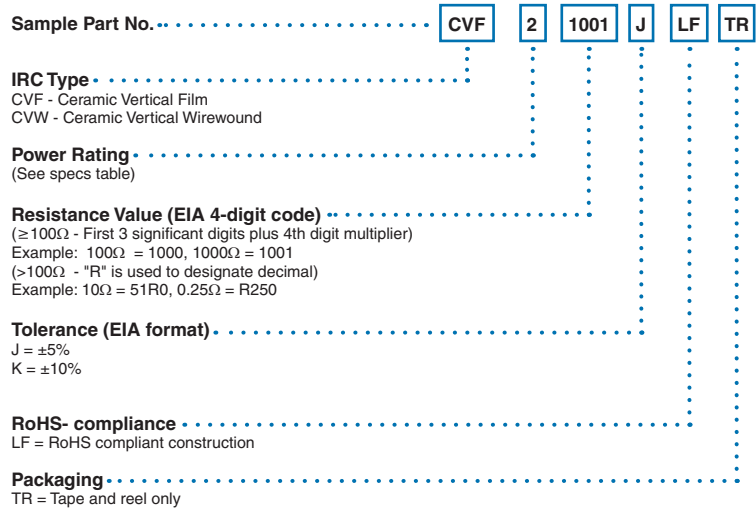 Sample Part No. CVF 2 1001 J LF TR
IRC Type
CVF - Ceramic Vertical Film
CVW - Ceramic Vertical Wirewound
Power Rating
(See specs table)
Resistance Value (EIA 4-digit code)
(≥100Ω - First 3 significant digits plus 4th digit multiplier)
Example: 100Ω = 1000, 1000Ω = 1001
(>100Ω - "R" is used to designate decimal)
Example: 10Ω = 51R0, 0.25Ω = R250
Tolerance (EIA format)
J = ±5%
K = ±10%
RoHS- compliance
LF = RoHS compliant construction
Packaging
TR = Tape and reel only